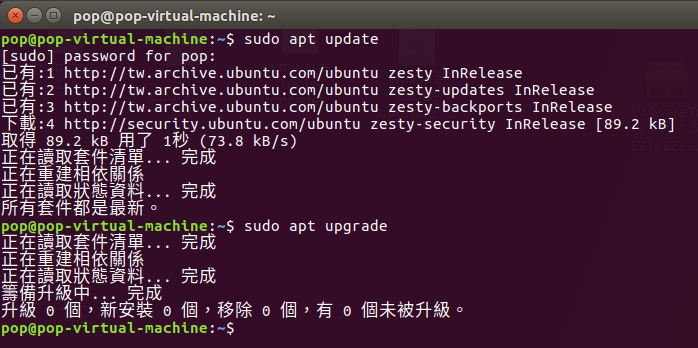 pop@pop-virtual-machine: ~
pop@pop-virtual-machine:~$ sudo apt update
[sudo] password for pop:
已有:1 http://tw.archive.ubuntu.com/ubuntu zesty InRelease
已有:2 http://tw.archive.ubuntu.com/ubuntu zesty-updates InRelease
已有:3 http://tw.archive.ubuntu.com/ubuntu zesty-backports InRelease
下載:4 http://security.ubuntu.com/ubuntu zesty-security InRelease [89.2 kB]
取得 89.2 kB 用了 1秒 (73.8 kB/s)
正在讀取套件清單... 完成
正在重建相依關係
正在讀取狀態資料... 完成
所有套件都是最新。
pop@pop-virtual-machine:~$ sudo apt upgrade
正在讀取套件清單... 完成
正在重建相依關係
正在讀取狀態資料... 完成
籌備升級中... 完成
升級 0 個，新安裝 0 個，移除 0 個，有 0 個未被升級。
pop@pop-virtual-machine:~$